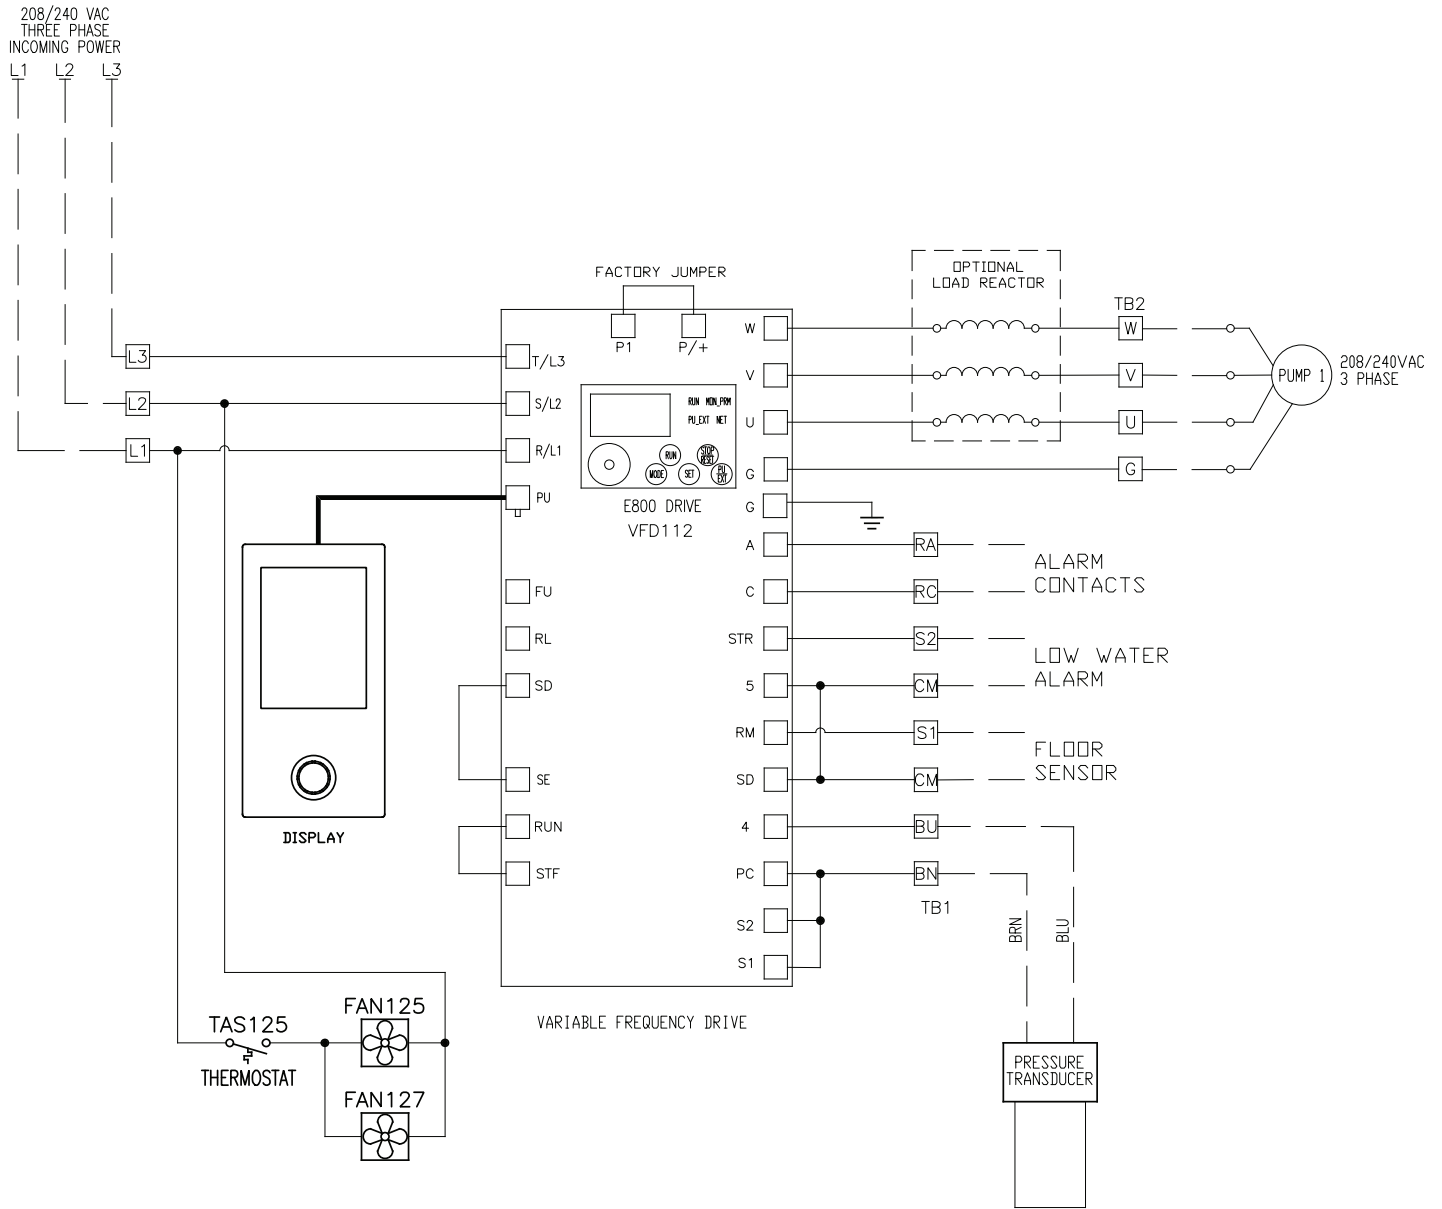 208/240 VAC
THREE PHASE
INCOMING POWER
L1 L2 L3
FACTORY JUMPER
P1 P/+
OPTIONAL
LOAD REACTOR
TB2
L3
T/L3
L2
S/L2
L1
R/L1
PU
RUN MON_PRM
PU_EXT NET
RUN
STOP
RESET
MODE
SET
PU
EXT
E800 DRIVE
VFD112
W
W
V
V
U
U
G
G
PUMP 1
208/240VAC
3 PHASE
G
A
RA
C
RC
ALARM
CONTACTS
FU
RL
SD
SE
RUN
STF
STR
S2
5
CM
LOW WATER
ALARM
RM
S1
SD
CM
FLOOR
SENSOR
4
BU
PC
BN
TB1
S2
S1
BRN
BLU
DISPLAY
VARIABLE FREQUENCY DRIVE
TAS125
THERMOSTAT
FAN125
FAN127
PRESSURE
TRANSDUCER